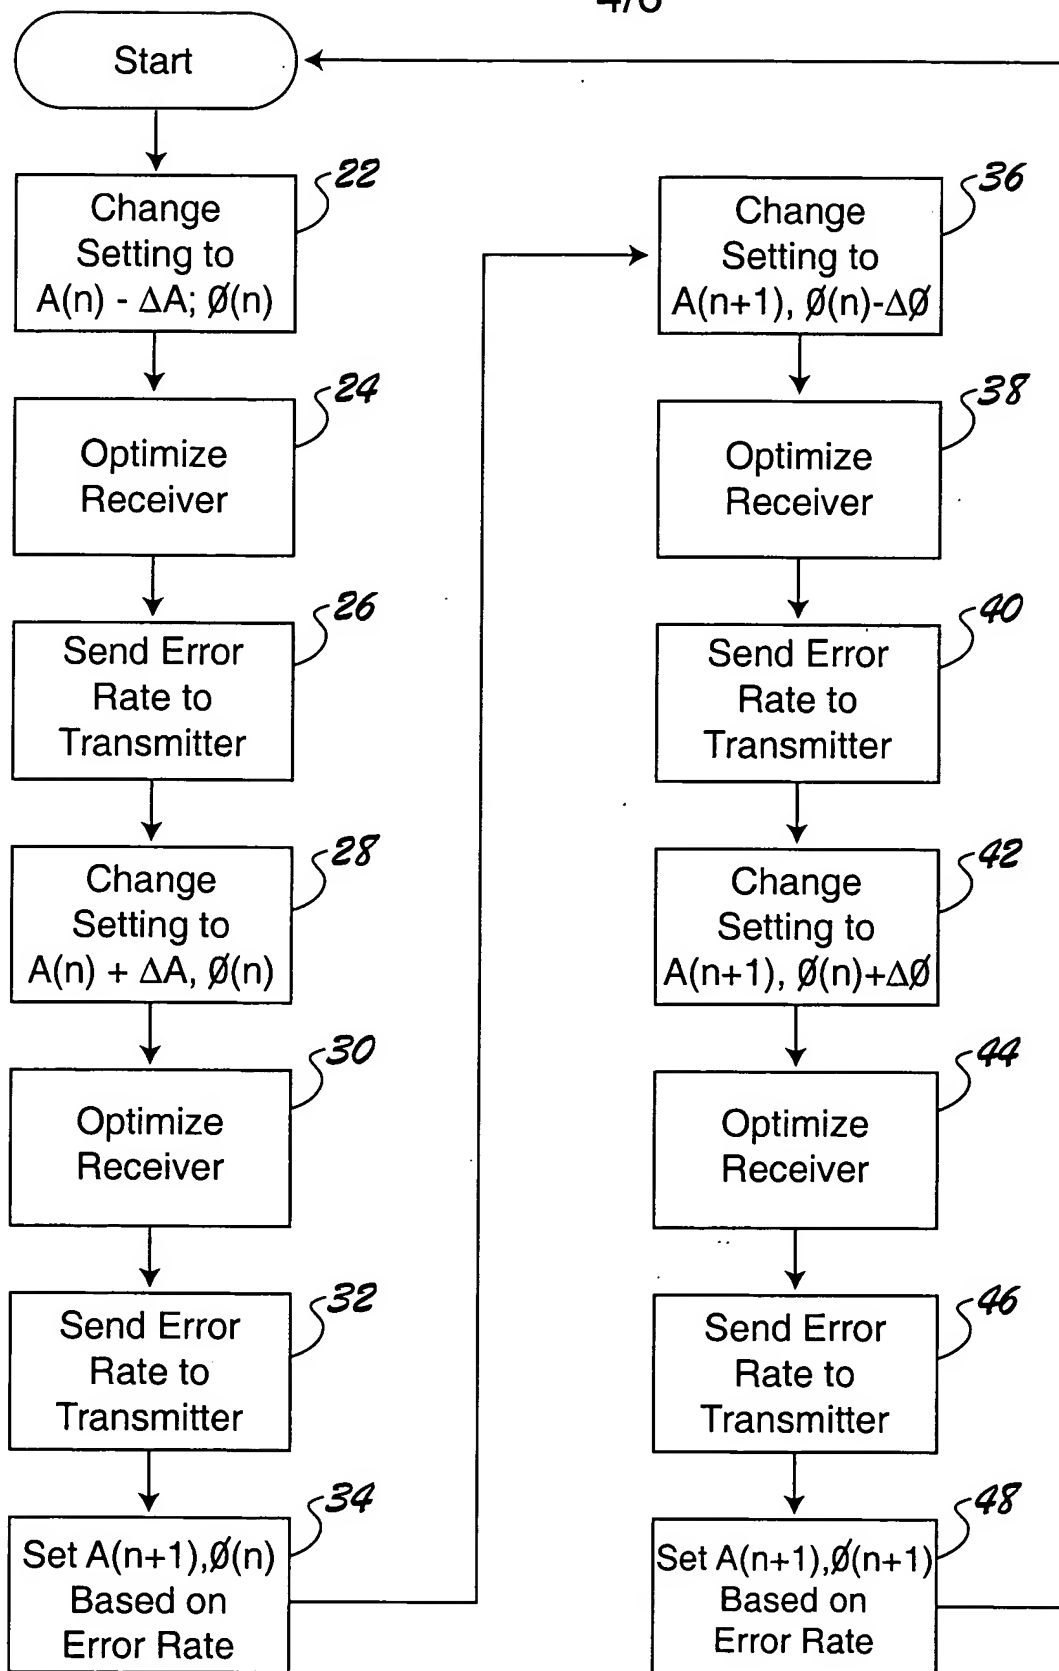 Start
22
Change
Setting to
A(n) - ΔA; Ø(n)
24
Optimize
Receiver
26
Send Error
Rate to
Transmitter
28
Change
Setting to
A(n) + ΔA, Ø(n)
30
Optimize
Receiver
32
Send Error
Rate to
Transmitter
34
Set A(n+1),Ø(n)
Based on
Error Rate
36
Change
Setting to
A(n+1), Ø(n)-ΔØ
38
Optimize
Receiver
40
Send Error
Rate to
Transmitter
42
Change
Setting to
A(n+1), Ø(n)+ΔØ
44
Optimize
Receiver
46
Send Error
Rate to
Transmitter
48
Set A(n+1),Ø(n+1)
Based on
Error Rate